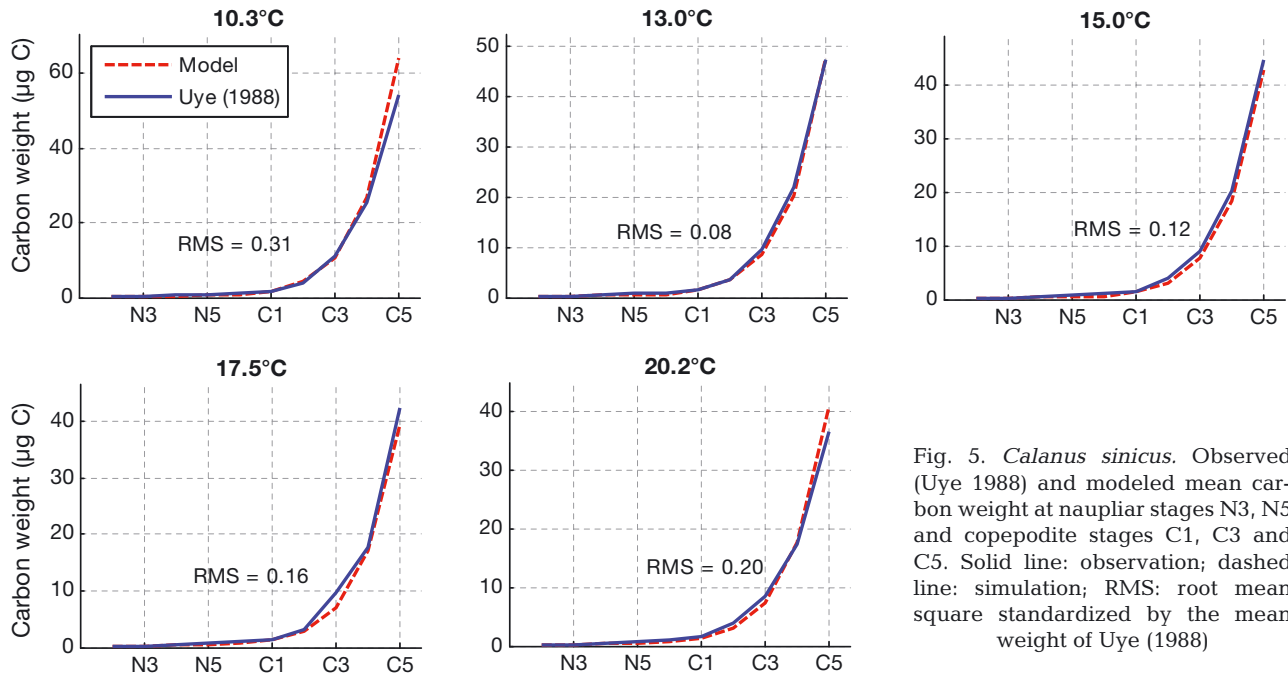 10.3°C
Carbon weight (µg C)
60
40
20
0
Model
Uye (1988)
RMS = 0.31
N3 N5 C1 C3 C5
13.0°C
50
40
30
20
10
0
RMS = 0.08
N3 N5 C1 C3 C5
15.0°C
40
30
20
10
0
RMS = 0.12
N3 N5 C1 C3 C5
17.5°C
Carbon weight (µg C)
40
30
20
10
0
RMS = 0.16
N3 N5 C1 C3 C5
20.2°C
40
30
20
10
0
RMS = 0.20
N3 N5 C1 C3 C5
Fig. 5. Calanus sinicus. Observed
(Uye 1988) and modeled mean car-
bon weight at naupliar stages N3, N5
and copepodite stages C1, C3 and
C5. Solid line: observation; dashed
line: simulation; RMS: root mean
square standardized by the mean
weight of Uye (1988)